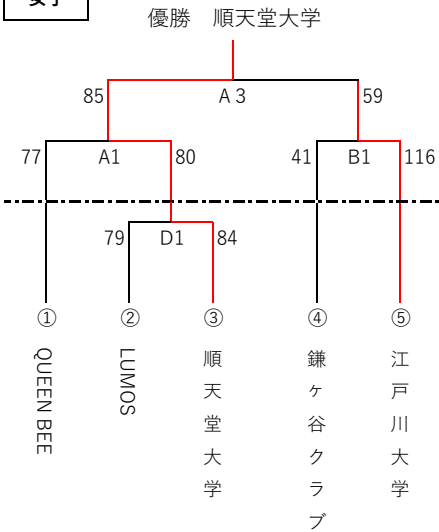 女子
優勝　順天堂大学
85 A 3 59
77 A1 80 41 B1 116
79 D1 84
① ② ③ ④ ⑤
QUEEN BEE
LUMOS
順天堂大学
鎌ヶ谷クラブ
江戸川大学